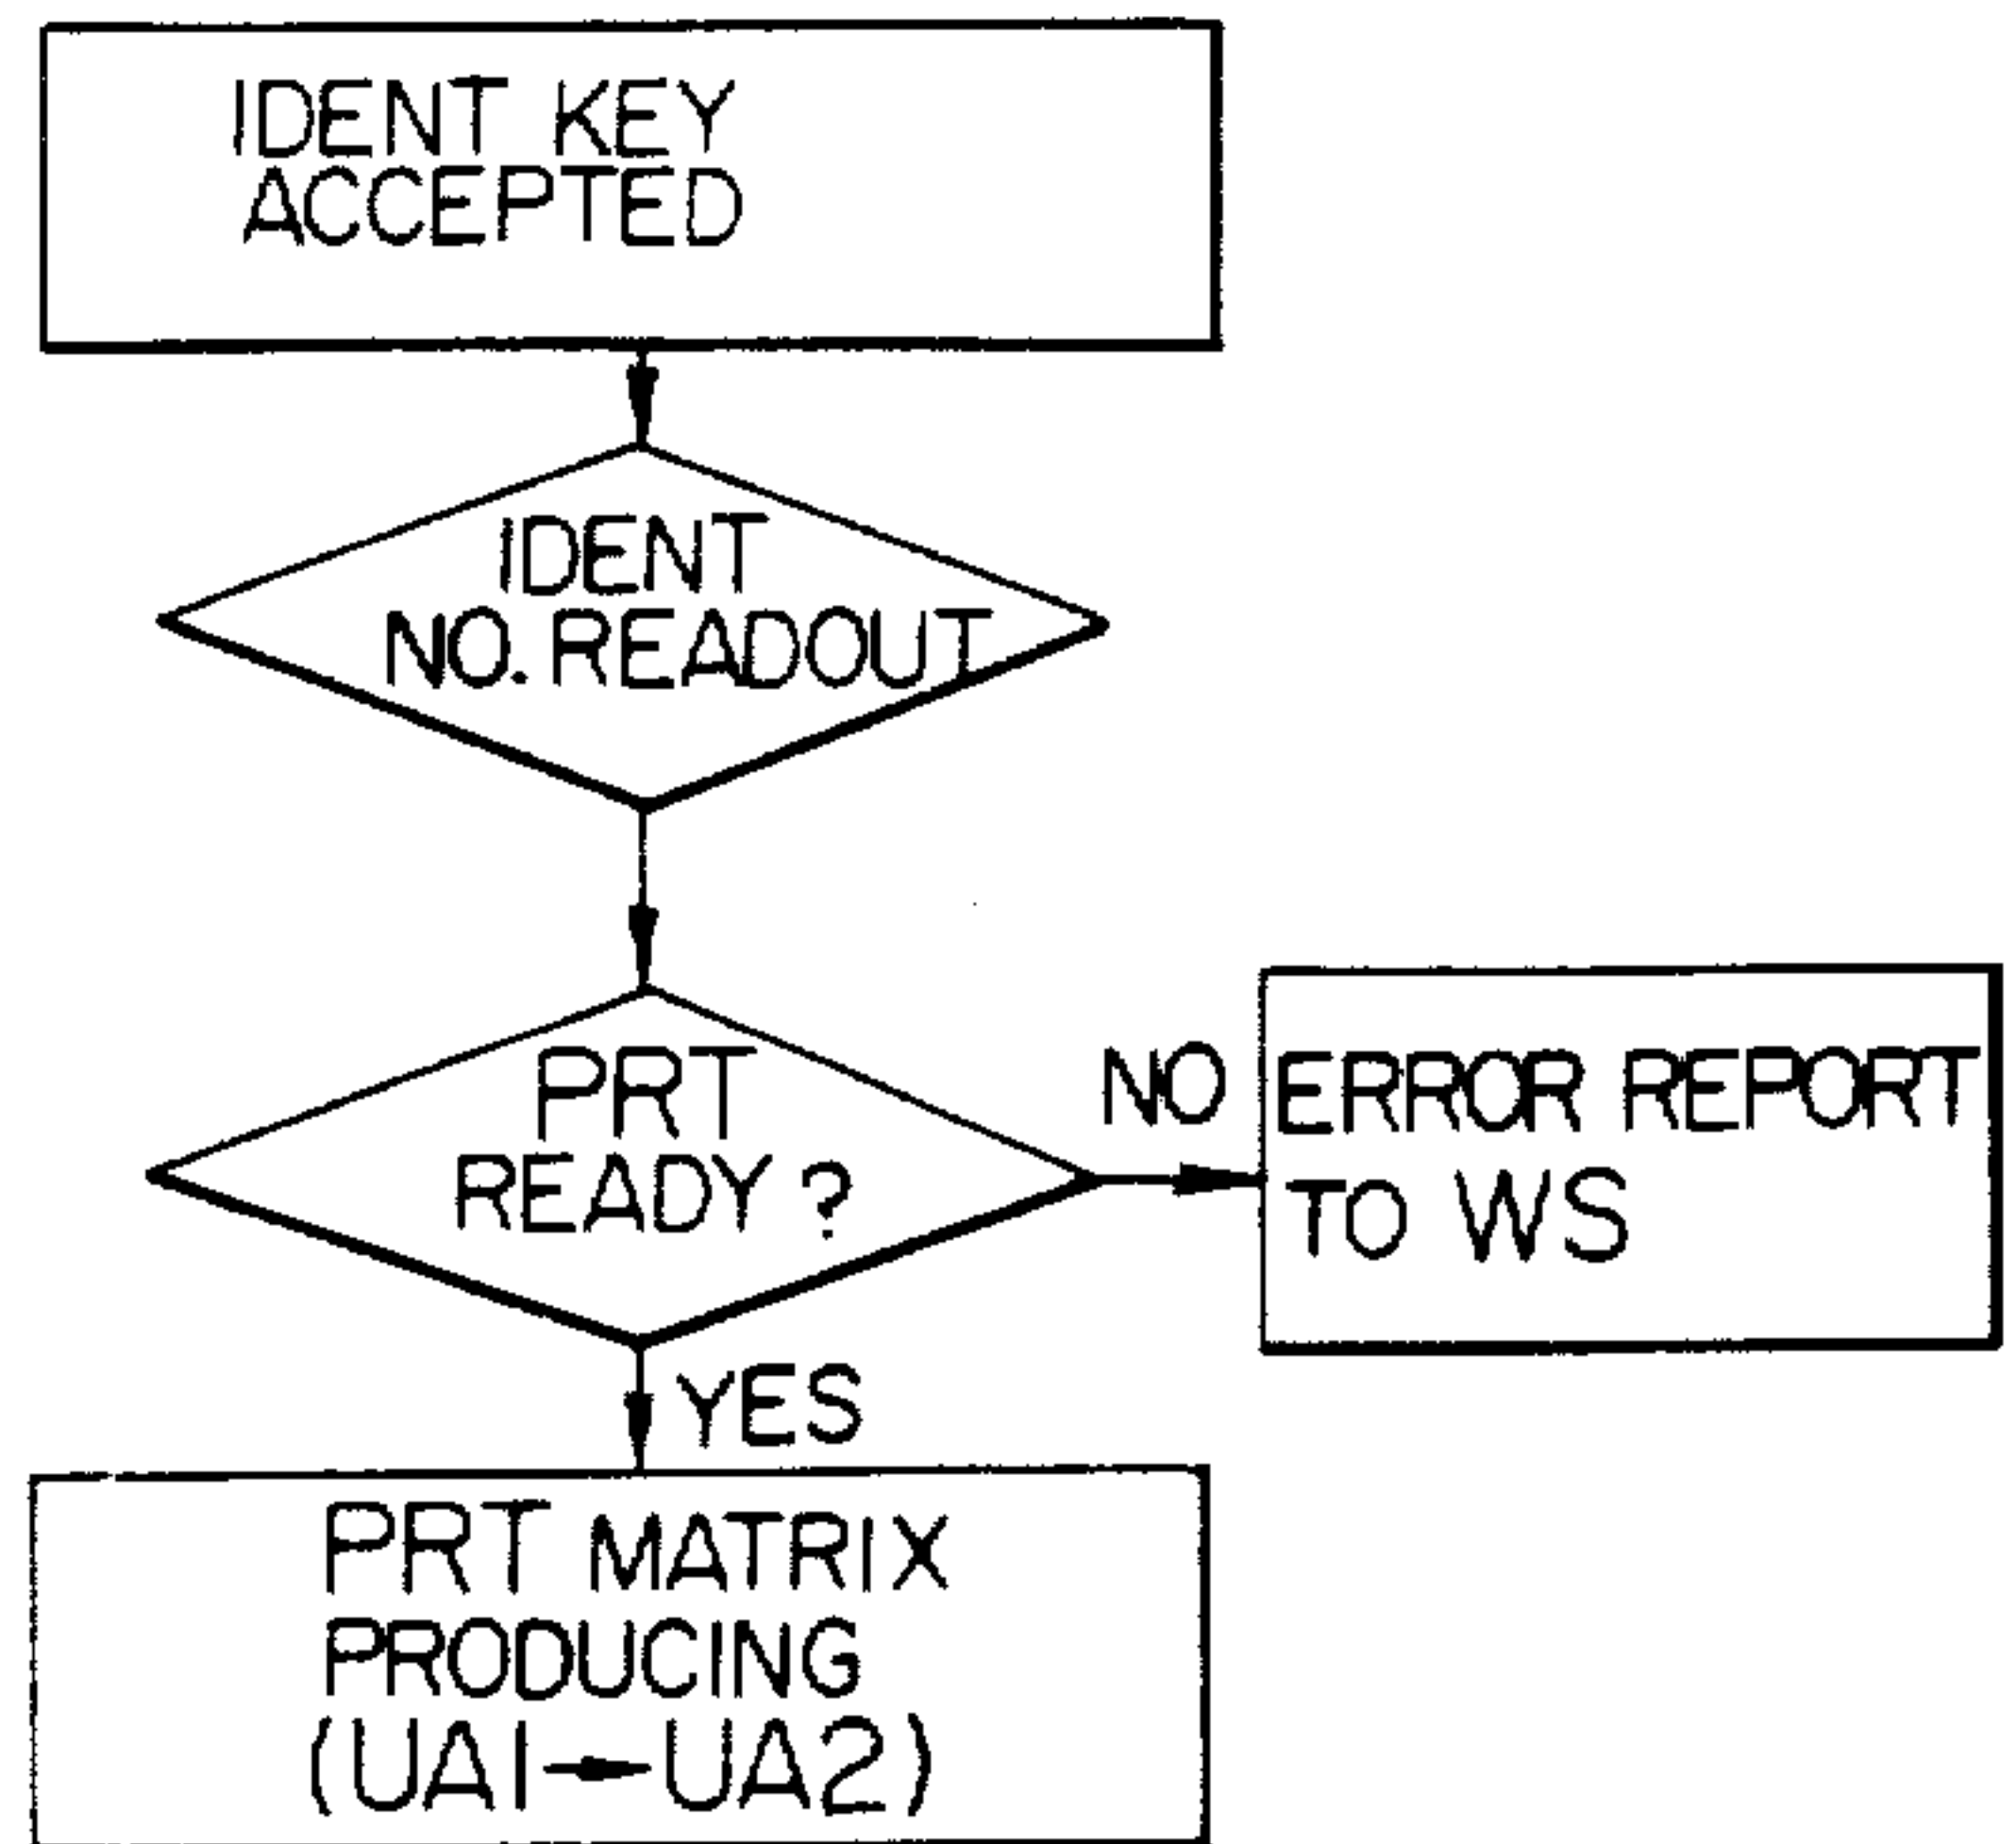 IDENT KEY
ACCEPTED
IDENT
NO. READOUT
PRT
READY?
NO
ERROR REPORT
TO WS
YES
PRT MATRIX
PRODUCING
(UA1→UA2)